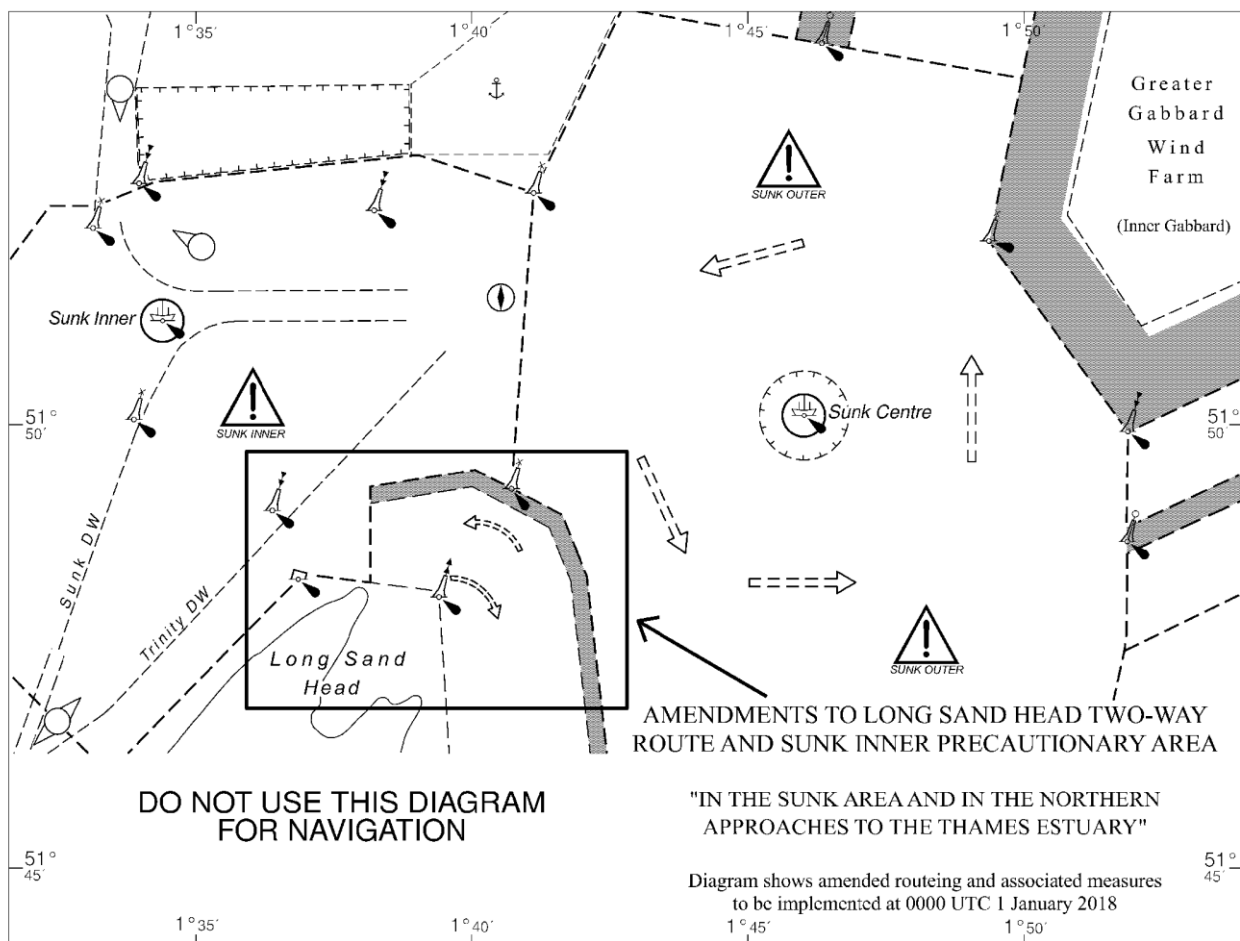 1°35′
1°40′
1°45′
1°50′
Greater
Gabbard
Wind
Farm
(Inner Gabbard)
SUNK OUTER
Sunk Inner
SUNK INNER
Sunk Centre
51°
50′
51°
50′
Sunk DW
Trinity DW
Long Sand
Head
SUNK OUTER
AMENDMENTS TO LONG SAND HEAD TWO-WAY
ROUTE AND SUNK INNER PRECAUTIONARY AREA
DO NOT USE THIS DIAGRAM
FOR NAVIGATION
"IN THE SUNK AREA AND IN THE NORTHERN
APPROACHES TO THE THAMES ESTUARY"
51°
45′
51°
45′
Diagram shows amended routeing and associated measures
to be implemented at 0000 UTC 1 January 2018
1°35′
1°40′
1°50′